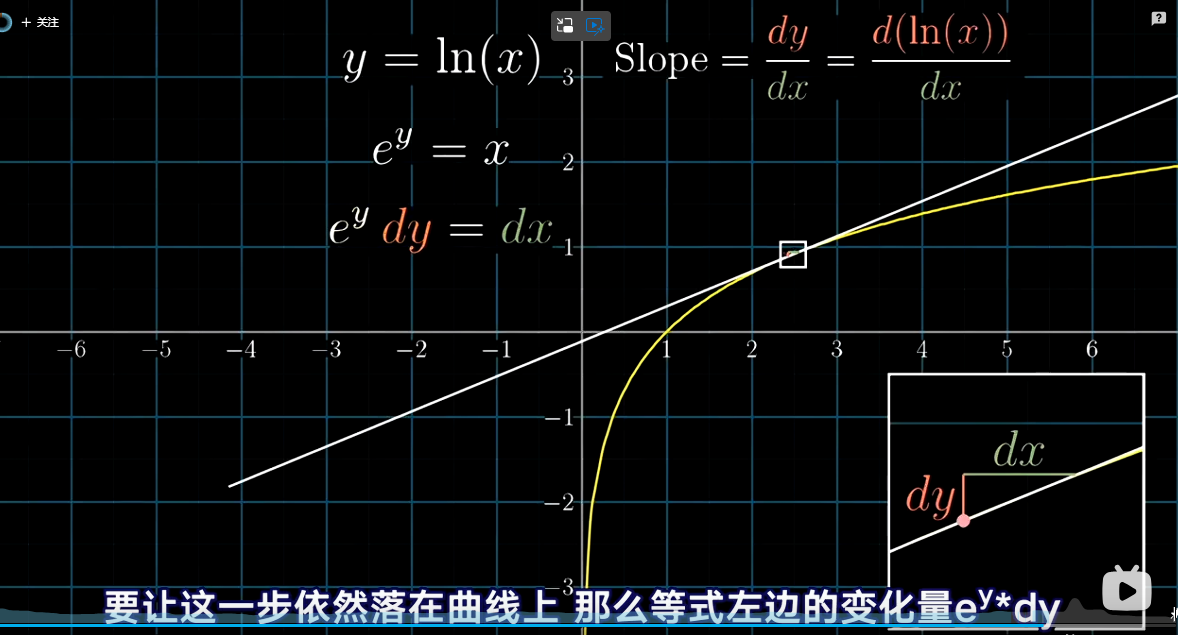 + 关注
y = ln(x)
Slope = dy/dx = d(ln(x))/dx
e^y = x
e^y dy = dx
3
2
1
-6 -5 -4 -3 -2 -1 1 2 3 4 5 6
-1
-2
-3
dx
dy
要让这一步依然落在曲线上 那么等式左边的变化量e^y*dy
?